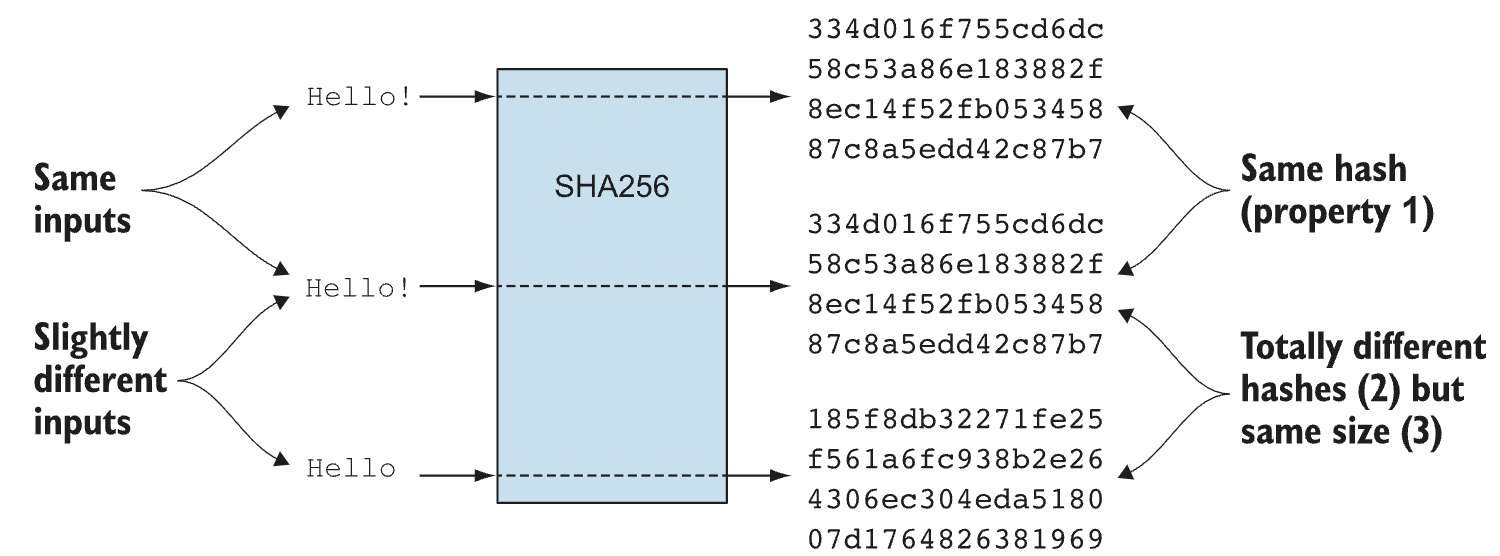 Same
inputs
Slightly
different
inputs
Hello!
Hello!
Hello
SHA256
334d016f755cd6dc
58c53a86e183882f
8ec14f52fb053458
87c8a5edd42c87b7
334d016f755cd6dc
58c53a86e183882f
8ec14f52fb053458
87c8a5edd42c87b7
185f8db32271fe25
f561a6fc938b2e26
4306ec304eda5180
07d1764826381969
Same hash
(property 1)
Totally different
hashes (2) but
same size (3)